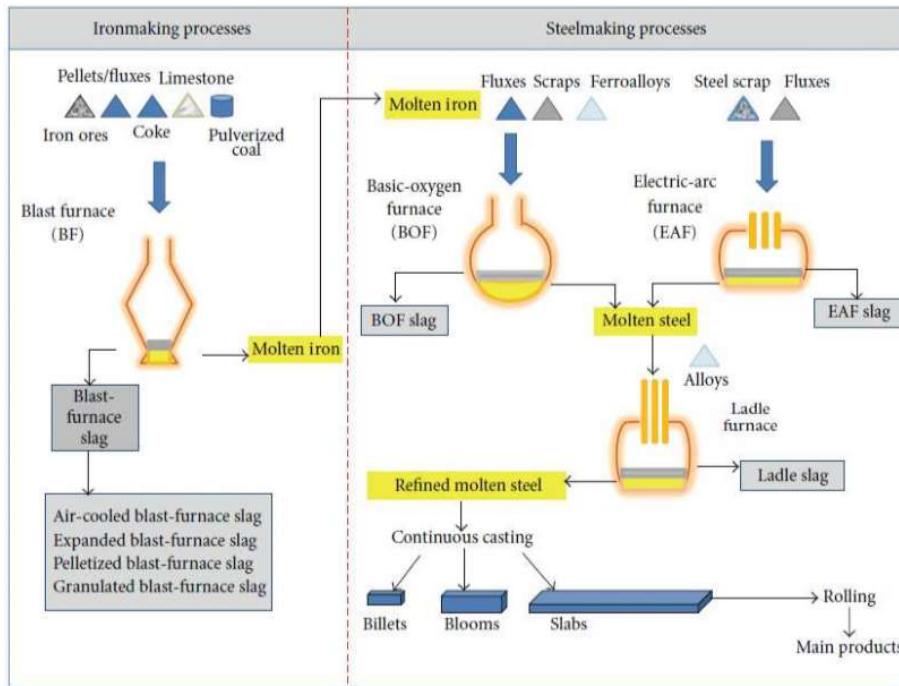 Ironmaking processes
Steelmaking processes
Pellets/fluxes
Limestone
Iron ores
Coke
Pulverized
coal
Blast furnace
(BF)
Molten iron
Blast-
furnace
slag
Air-cooled blast-furnace slag
Expanded blast-furnace slag
Pelletized blast-furnace slag
Granulated blast-furnace slag
Molten iron
Fluxes
Scraps
Ferroalloys
Steel scrap
Fluxes
Basic-oxygen
furnace
(BOF)
Electric-arc
furnace
(EAF)
BOF slag
Molten steel
EAF slag
Alloys
Ladle
furnace
Ladle slag
Refined molten steel
Continuous casting
Billets
Blooms
Slabs
Rolling
Main products